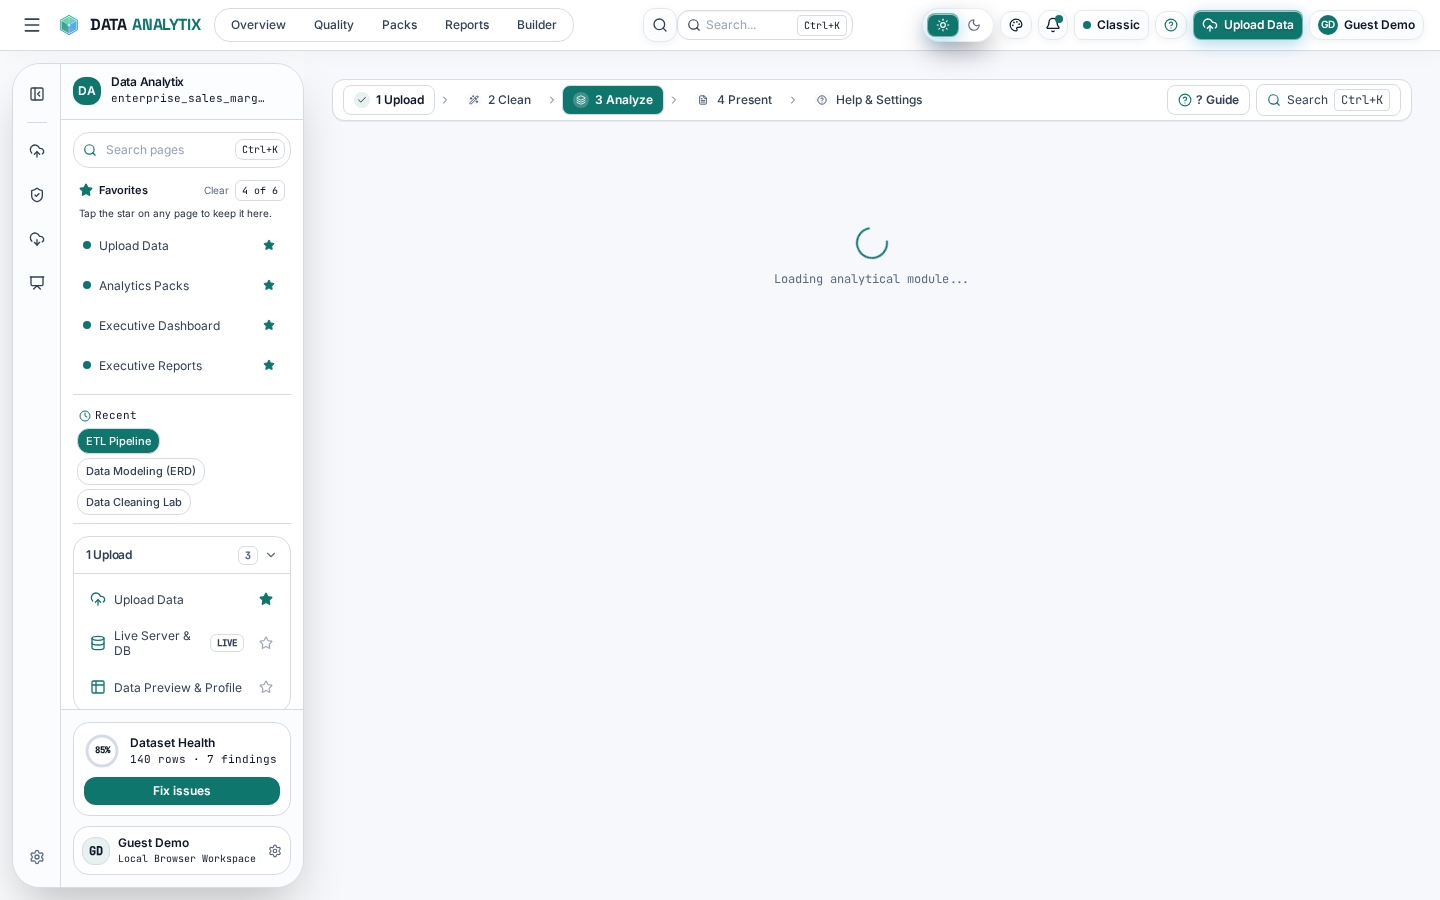 DATA ANALYTIX
Overview
Quality
Packs
Reports
Builder
Search...
Ctrl+K
Classic
Upload Data
GD
Guest Demo
DA
Data Analytix
enterprise_sales_marg…
Search pages
Ctrl+K
Favorites
Clear
4 of 6
Tap the star on any page to keep it here.
Upload Data
Analytics Packs
Executive Dashboard
Executive Reports
Recent
ETL Pipeline
Data Modeling (ERD)
Data Cleaning Lab
1 Upload
3
Upload Data
Live Server &
DB
LIVE
Data Preview & Profile
85%
Dataset Health
140 rows · 7 findings
Fix issues
GD
Guest Demo
Local Browser Workspace
1 Upload
2 Clean
3 Analyze
4 Present
Help & Settings
? Guide
Search
Ctrl+K
Loading analytical module...